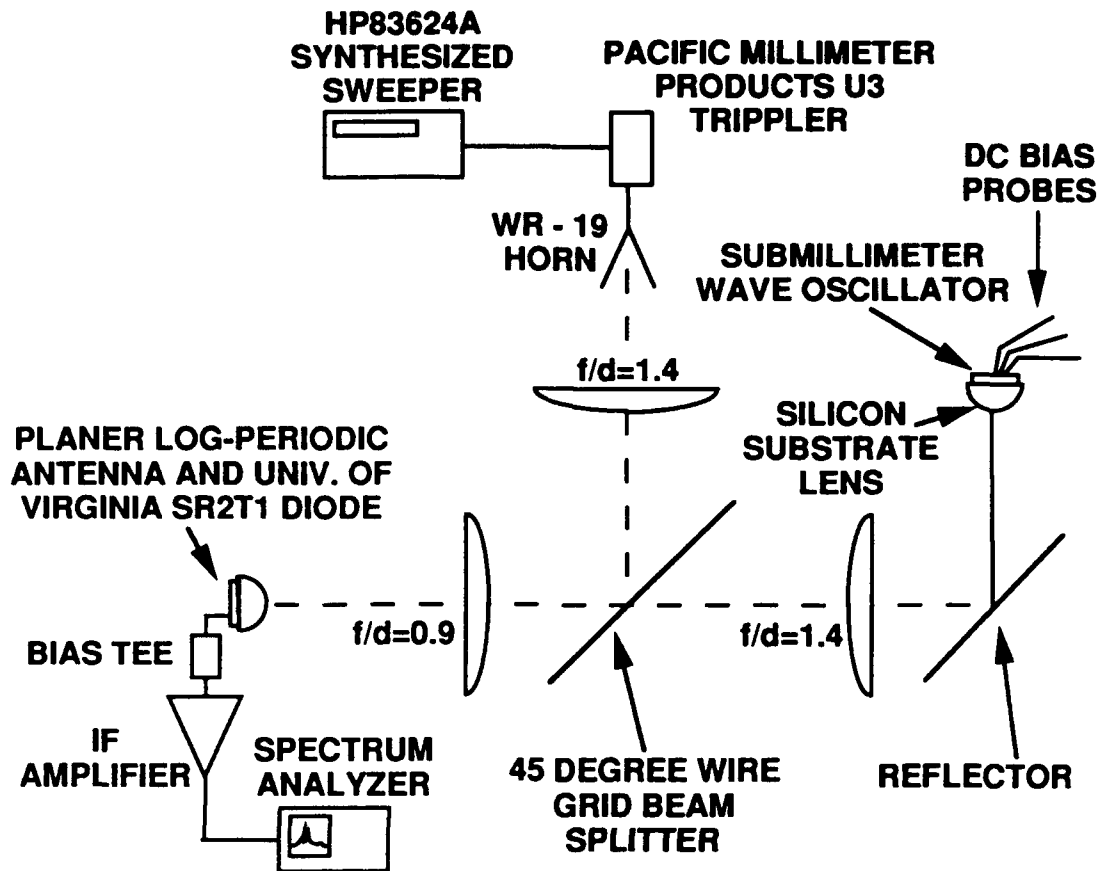 HP83624A
SYNTHESIZED
SWEEPER
PACIFIC MILLIMETER
PRODUCTS U3
TRIPPLER
DC BIAS
PROBES
WR - 19
HORN
SUBMILLIMETER
WAVE OSCILLATOR
f/d=1.4
SILICON
SUBSTRATE
LENS
PLANER LOG-PERIODIC
ANTENNA AND UNIV. OF
VIRGINIA SR2T1 DIODE
f/d=0.9
f/d=1.4
BIAS TEE
IF
AMPLIFIER
SPECTRUM
ANALYZER
45 DEGREE WIRE
GRID BEAM
SPLITTER
REFLECTOR